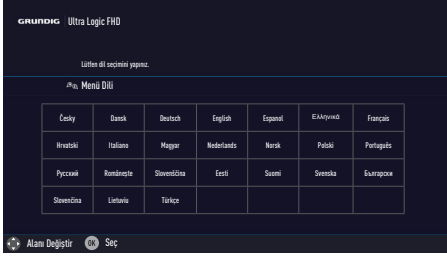 GRUNDIG Ultra Logic FHD
Lütfen dil seçimini yapınız.
Menü Dili
Česky Dansk Deutsch English Espanol Ελληνικά Français
Hrvatski Italiano Magyar Nederlands Norsk Polski Português
Русский Românește Slovenščina Eesti Suomi Svenska Български
Slovenčina Lietuviu Türkçe
Alanı Değiştir OK Seç